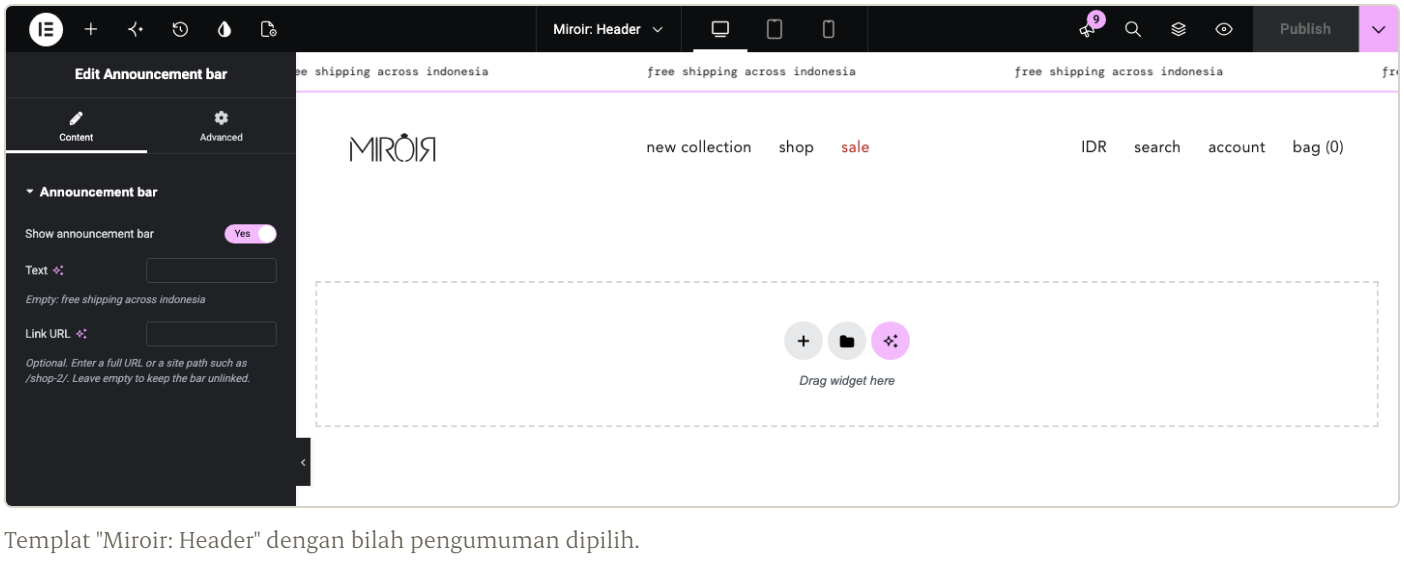 Miroir: Header
9
Publish
Edit Announcement bar
Content
Advanced
Announcement bar
Show announcement bar
Yes
Text
Empty: free shipping across indonesia
Link URL
Optional. Enter a full URL or a site path such as
/shop-2/. Leave empty to keep the bar unlinked.
ee shipping across indonesia free shipping across indonesia free shipping across indonesia fr
MIROIR
new collection shop sale
IDR search account bag (0)
Drag widget here
Templat "Miroir: Header" dengan bilah pengumuman dipilih.